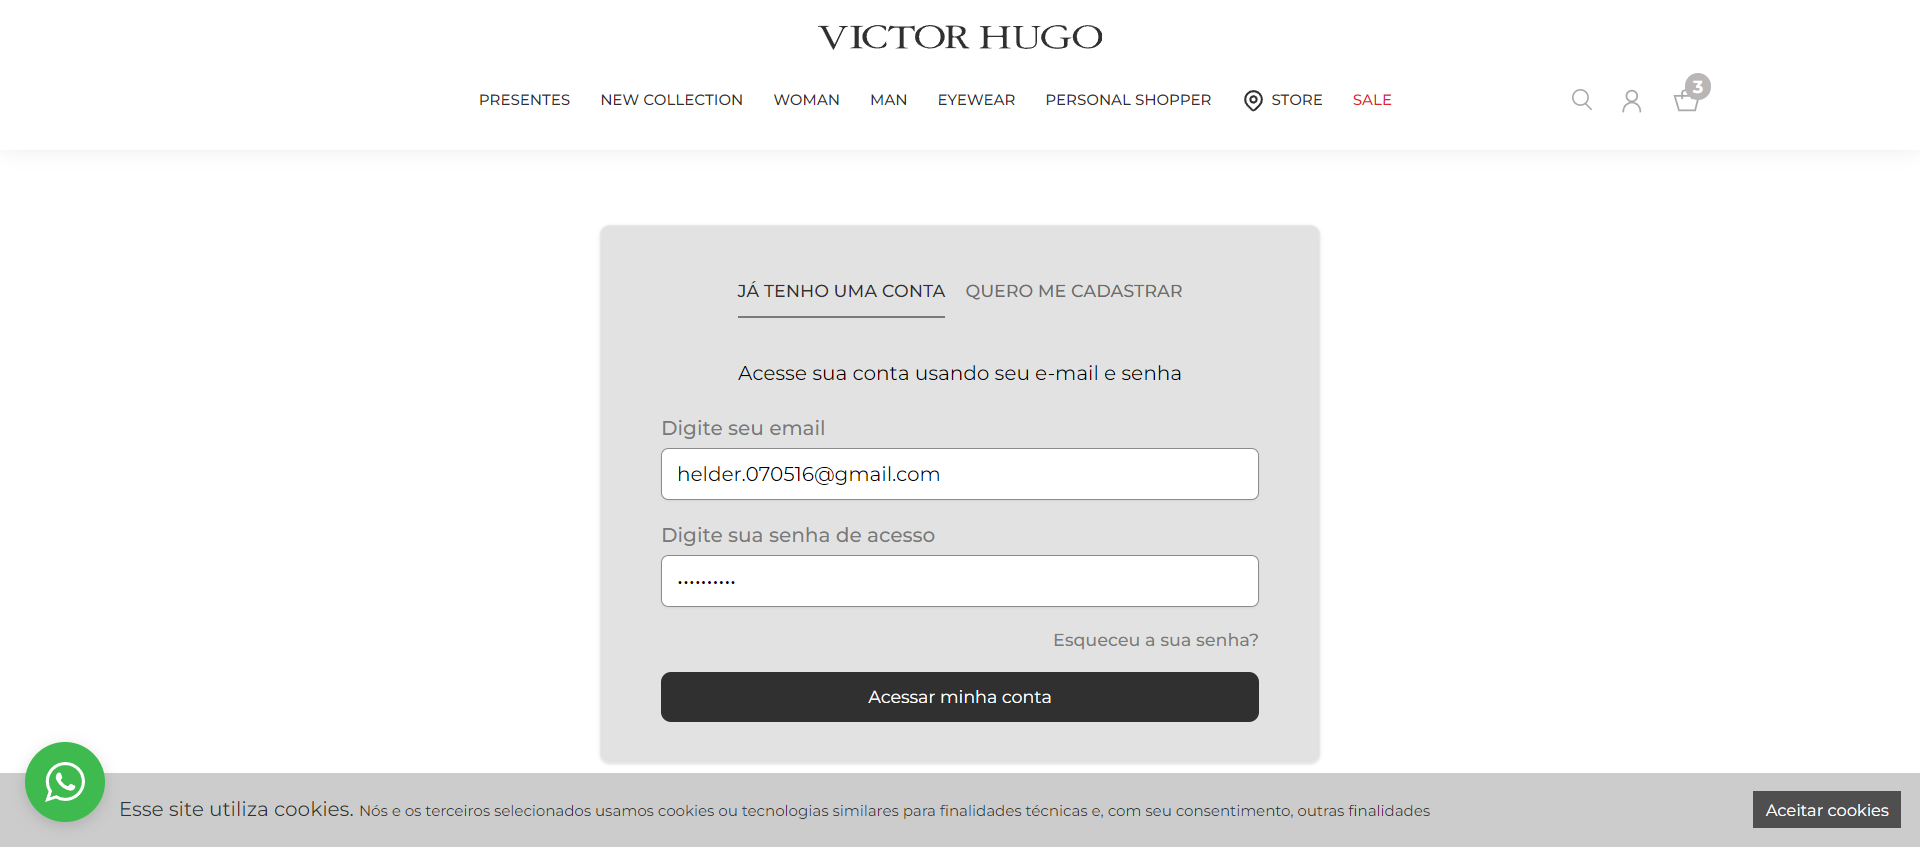 VICTOR HUGO
PRESENTES NEW COLLECTION WOMAN MAN EYEWEAR PERSONAL SHOPPER STORE SALE 3
JÁ TENHO UMA CONTA QUERO ME CADASTRAR
Acesse sua conta usando seu e-mail e senha
Digite seu email
helder.070516@gmail.com
Digite sua senha de acesso
••••••••••
Esqueceu a sua senha?
Acessar minha conta
Esse site utiliza cookies. Nós e os terceiros selecionados usamos cookies ou tecnologias similares para finalidades técnicas e, com seu consentimento, outras finalidades Aceitar cookies